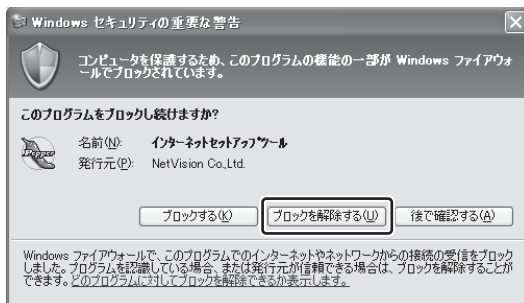 Windows セキュリティの重要な警告
コンピュータを保護するため、このプログラムの機能の一部が Windows ファイアウォ
ールでブロックされています。
このプログラムをブロックし続けますか?
名前(N): インターネットセットアップツール
発行元(P): NetVision Co.,Ltd.
ブロックする(K) ブロックを解除する(U) 後で確認する(A)
Windows ファイアウォールで、このプログラムでのインターネットやネットワークからの接続の受信をブロック
しました。プログラムを認識している場合、または発行元が信頼できる場合は、ブロックを解除することが
できます。どのプログラムに対してブロックを解除できるか表示します。